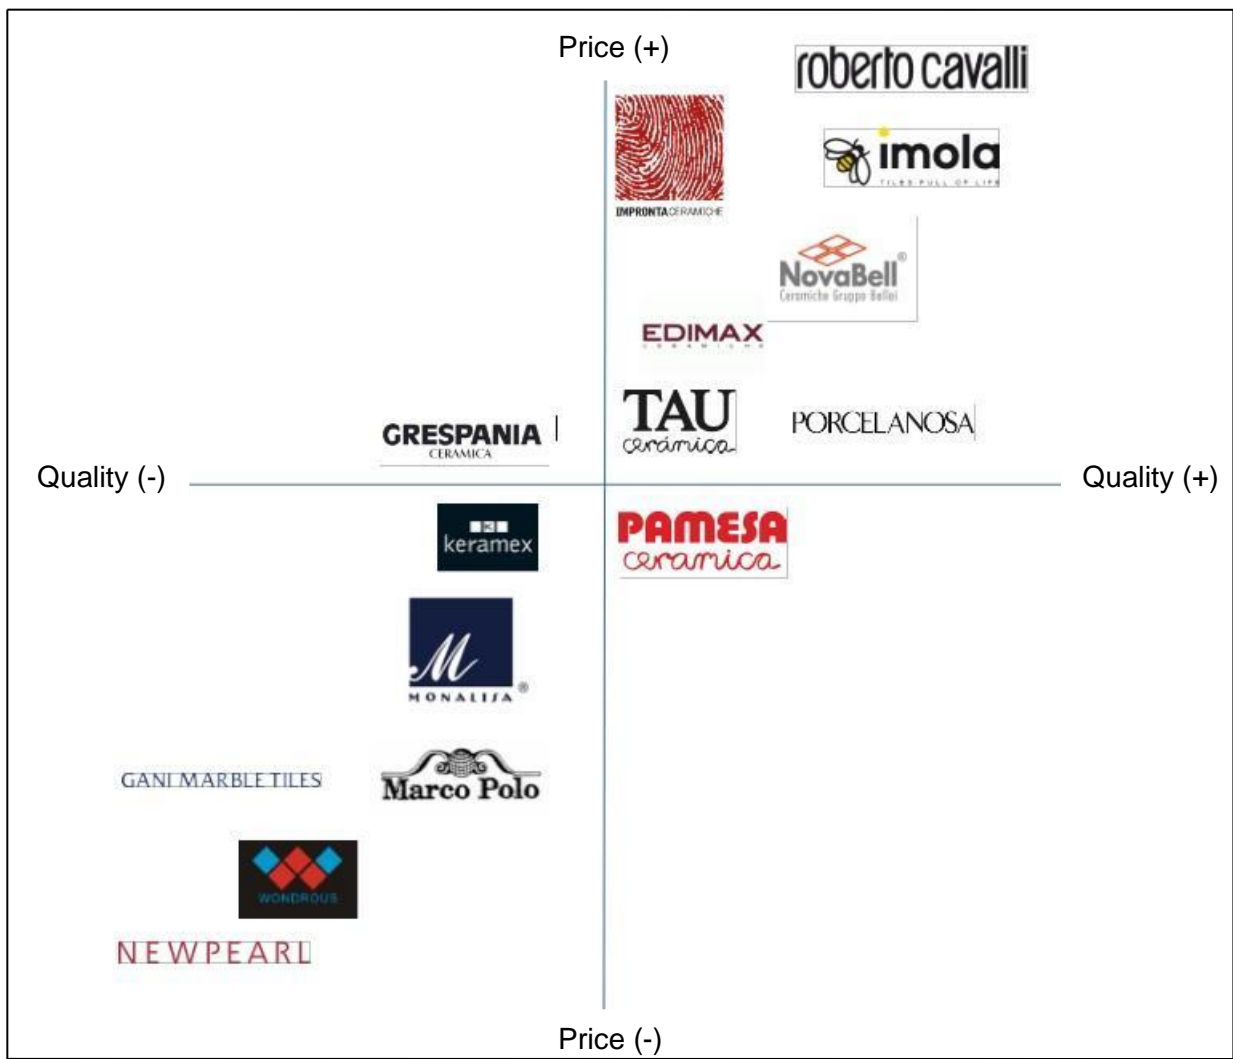 Price (+)
roberto cavalli
imola
TILES FULL OF LIFE
IMPRONTA CERAMICHE
NovaBell®
Ceramiche Gruppo Bellei
EDIMAX
CERAMICHE
TAU
cerámica
PORCELANOSA
GRESPANIA
CERAMICA
Quality (-)
Quality (+)
keramex
PAMESA
ceramica
M
MONALISA ®
GANI MARBLE TILES
Marco Polo
WONDROUS
NEWPEARL
Price (-)